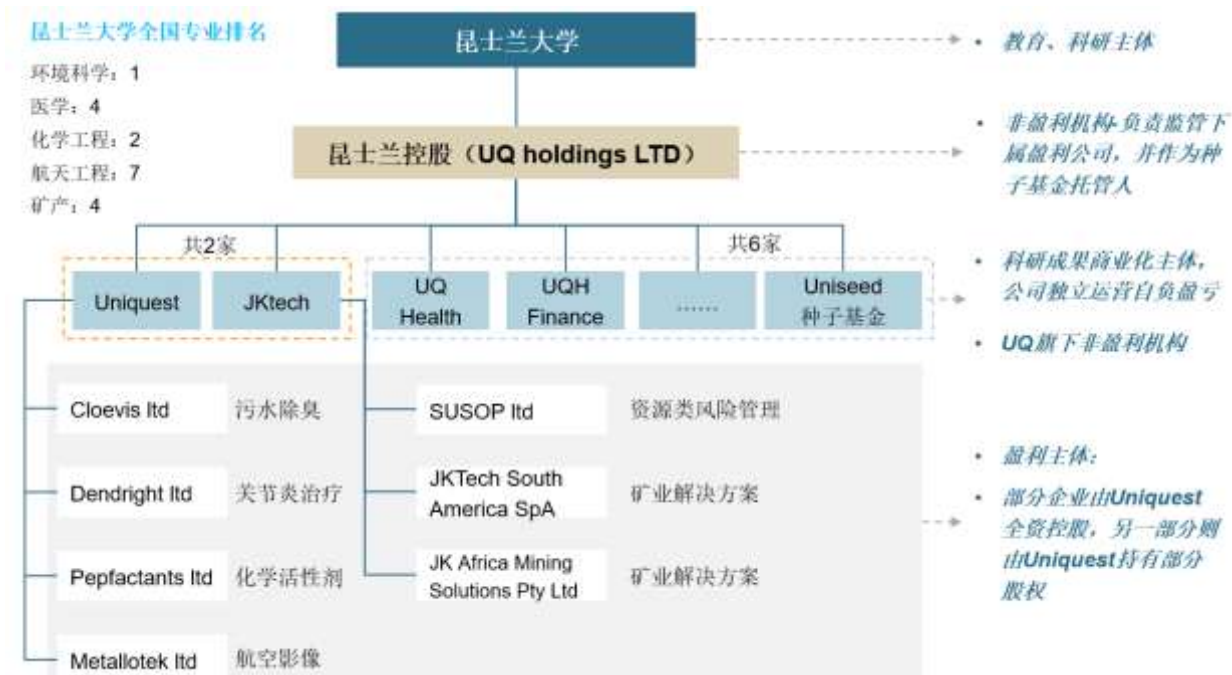 昆士兰大学全国专业排名
环境科学：1
医学：4
化学工程：2
航天工程：7
矿产：4
昆士兰大学
教育、科研主体
昆士兰控股（UQ holdings LTD）
非盈利机构-负责监管下
属盈利公司，并作为种
子基金托管人
共2家
共6家
Uniquest
JKtech
UQ
Health
UQH
Finance
……
Uniseed
种子基金
科研成果商业化主体，
公司独立运营自负盈亏
UQ旗下非盈利机构
Cloevis ltd
污水除臭
Dendright ltd
关节炎治疗
Pepfactants ltd
化学活性剂
Metallotek ltd
航空影像
SUSOP ltd
资源类风险管理
JKTech South
America SpA
矿业解决方案
JK Africa Mining
Solutions Pty Ltd
矿业解决方案
盈利主体：
部分企业由Uniquest
全资控股，另一部分则
由Uniquest持有部分
股权